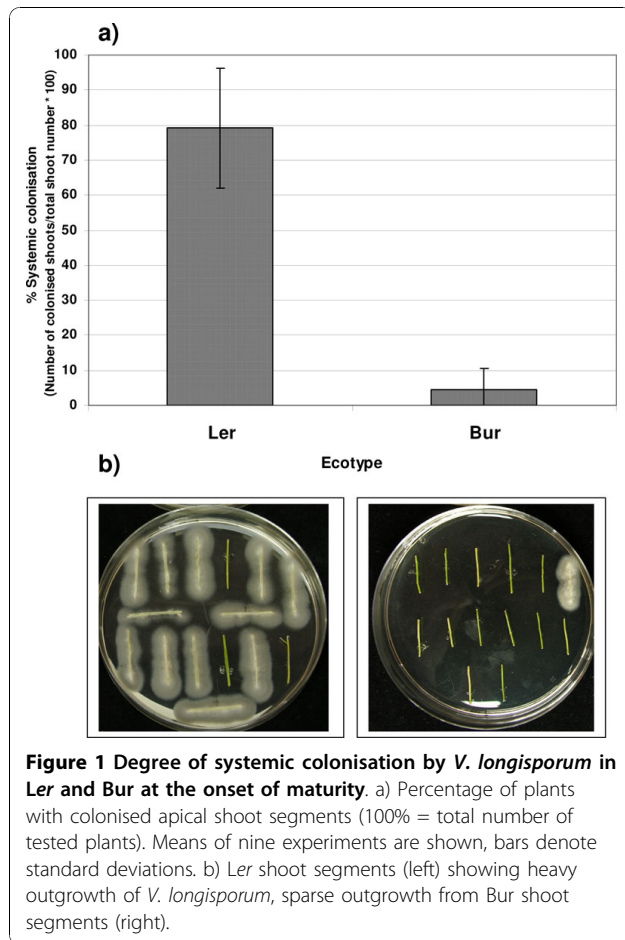 a)
100
90
80
70
60
50
40
30
20
10
0
% Systemic colonisation
(Number of colonised shoots/total shoot number * 100)
Ler
Bur
Ecotype
b)
Figure 1 Degree of systemic colonisation by V. longisporum in
Ler and Bur at the onset of maturity. a) Percentage of plants
with colonised apical shoot segments (100% = total number of
tested plants). Means of nine experiments are shown, bars denote
standard deviations. b) Ler shoot segments (left) showing heavy
outgrowth of V. longisporum, sparse outgrowth from Bur shoot
segments (right).